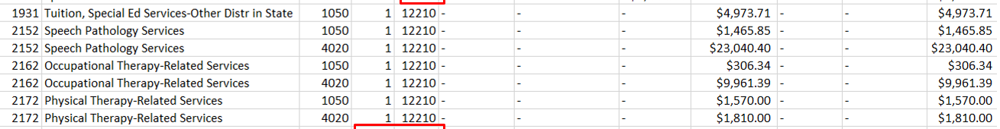 1931 Tuition, Special Ed Services-Other Distr in State 1050 1 12210 - - - $4,973.71 - - $4,973.71
2152 Speech Pathology Services 1050 1 12210 - - - $1,465.85 - - $1,465.85
2152 Speech Pathology Services 4020 1 12210 - - - $23,040.40 - - $23,040.40
2162 Occupational Therapy-Related Services 1050 1 12210 - - - $306.34 - - $306.34
2162 Occupational Therapy-Related Services 4020 1 12210 - - - $9,961.39 - - $9,961.39
2172 Physical Therapy-Related Services 1050 1 12210 - - - $1,570.00 - - $1,570.00
2172 Physical Therapy-Related Services 4020 1 12210 - - - $1,810.00 - - $1,810.00